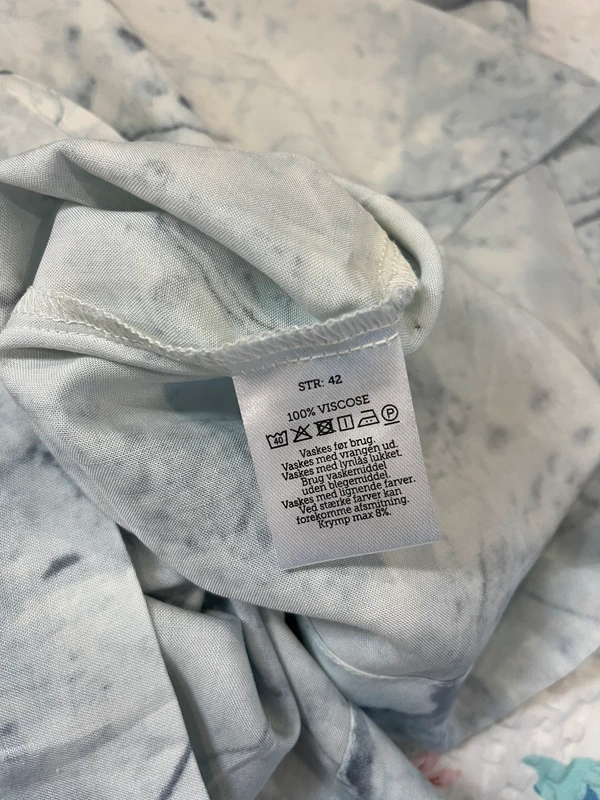 STR: 42
100% VISCOSE
40 P
Vaskes før brug.
Vaskes med vrangen ud.
Vaskes med lynlås lukket.
Brug vaskemiddel
uden blegemiddel.
Vaskes med lignende farver.
Ved stærke farver kan
forekomme afsmitning.
Krymp max 8%.